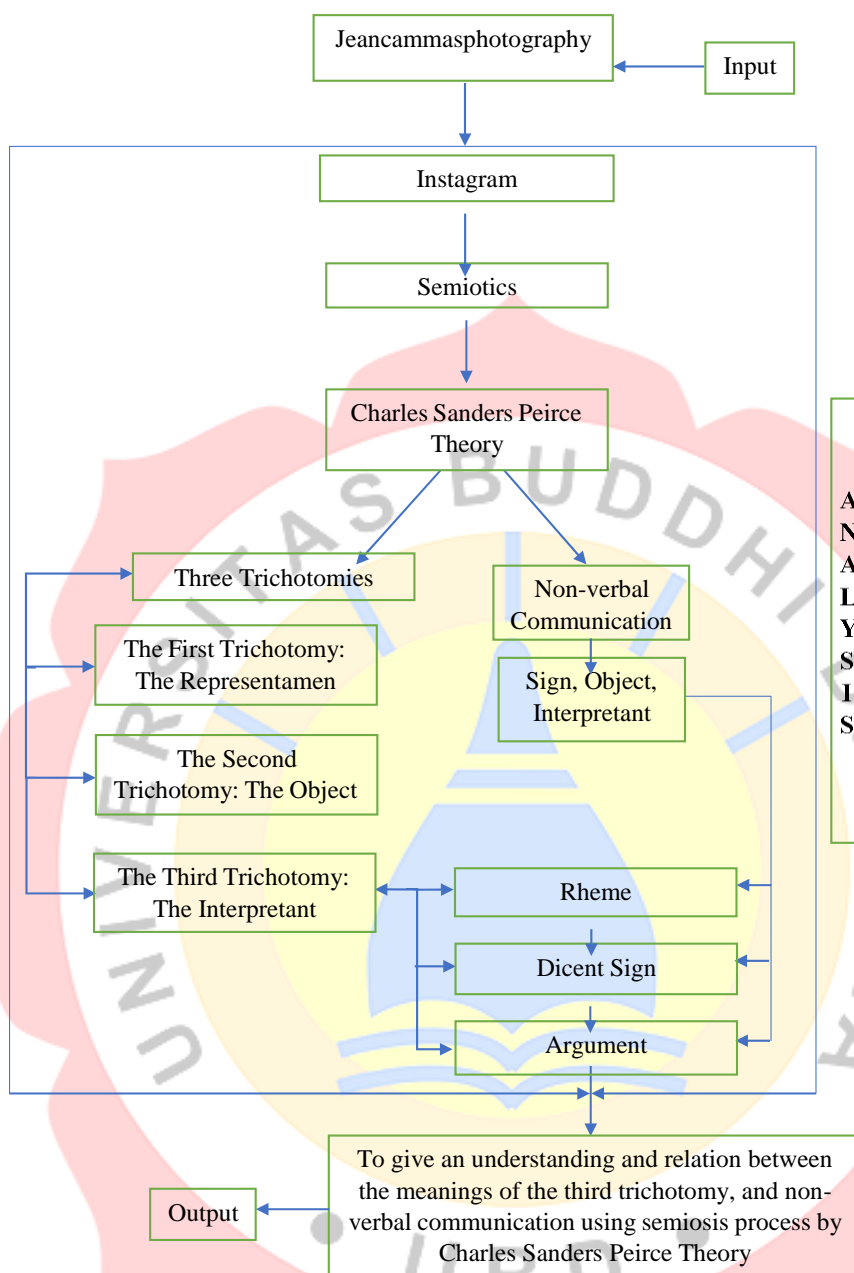 Jeancammasphotography
Input
Instagram
Semiotics
Charles Sanders Peirce
Theory
Three Trichotomies
Non-verbal
Communication
The First Trichotomy:
The Representamen
Sign, Object,
Interpretant
The Second
Trichotomy: The Object
The Third Trichotomy:
The Interpretant
Rheme
Dicent Sign
Argument
A
N
A
L
Y
S
I
S
To give an understanding and relation between
the meanings of the third trichotomy, and non-
verbal communication using semiosis process by
Charles Sanders Peirce Theory
Output
UNIVERSITAS BUDDHI
UBD